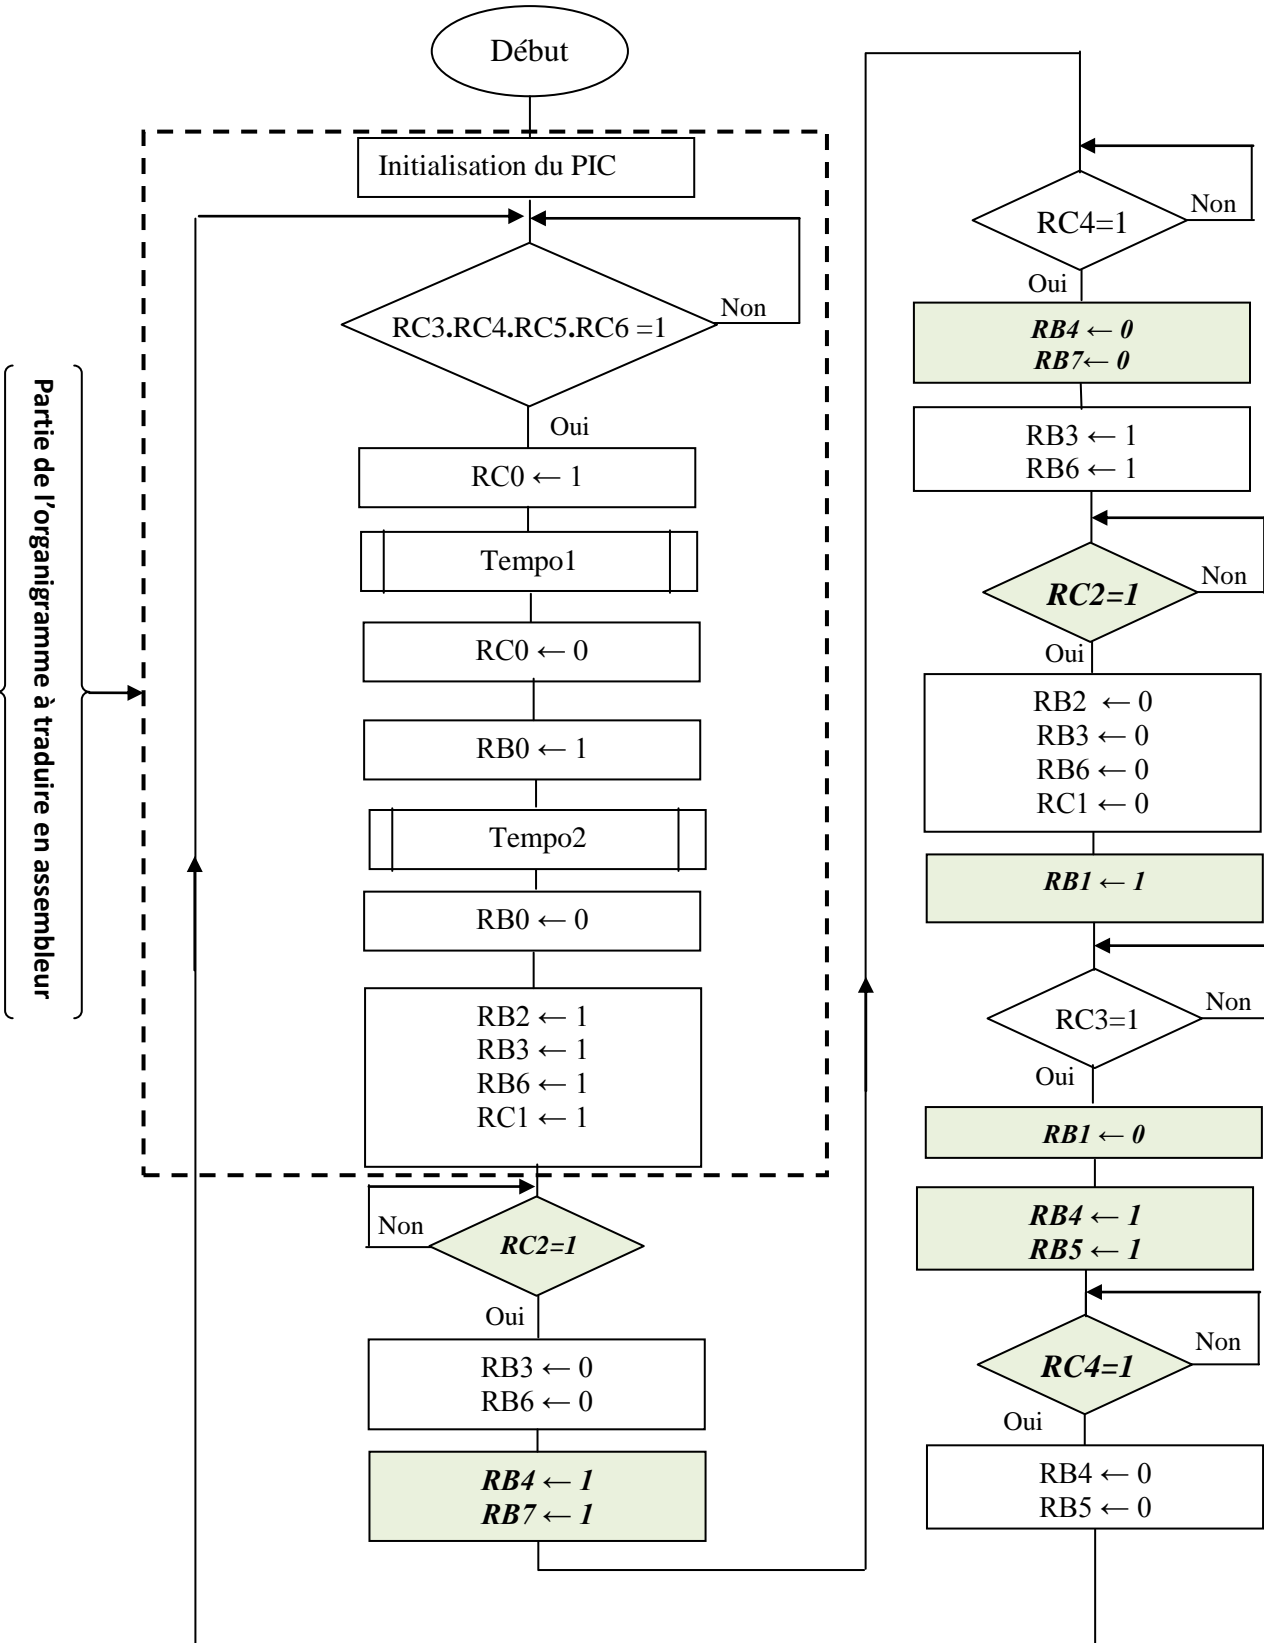 Début
Initialisation du PIC
RC3.RC4.RC5.RC6 =1
Non
Oui
RC0 ← 1
Tempo1
RC0 ← 0
RB0 ← 1
Tempo2
RB0 ← 0
RB2 ← 1
RB3 ← 1
RB6 ← 1
RC1 ← 1
Non
RC2=1
Oui
RB3 ← 0
RB6 ← 0
RB4 ← 1
RB7 ← 1
Partie de l'organigramme à traduire en assembleur
RC4=1
Non
Oui
RB4 ← 0
RB7← 0
RB3 ← 1
RB6 ← 1
RC2=1
Non
Oui
RB2 ← 0
RB3 ← 0
RB6 ← 0
RC1 ← 0
RB1 ← 1
RC3=1
Non
Oui
RB1 ← 0
RB4 ← 1
RB5 ← 1
RC4=1
Non
Oui
RB4 ← 0
RB5 ← 0